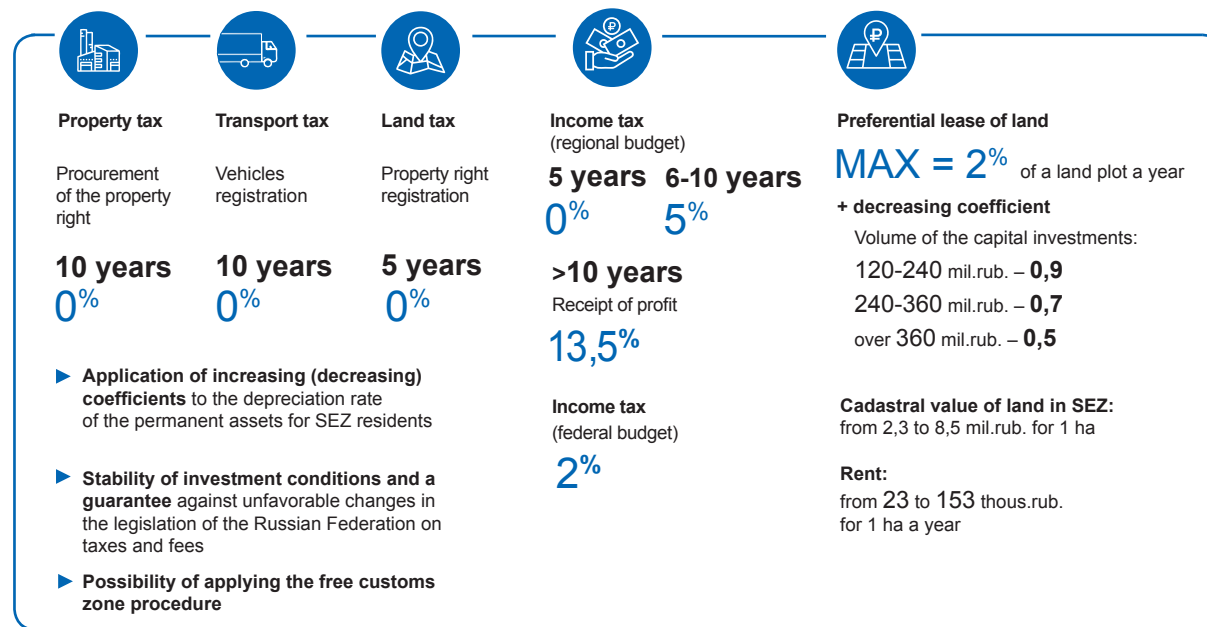 Property tax
Procurement
of the property
right
10 years
0%
Transport tax
Vehicles
registration
10 years
0%
Land tax
Property right
registration
5 years
0%
▶ Application of increasing (decreasing)
coefficients to the depreciation rate
of the permanent assets for SEZ residents
▶ Stability of investment conditions and a
guarantee against unfavorable changes in
the legislation of the Russian Federation on
taxes and fees
▶ Possibility of applying the free customs
zone procedure
Income tax
(regional budget)
5 years 6-10 years
0% 5%
>10 years
Receipt of profit
13,5%
Income tax
(federal budget)
2%
Preferential lease of land
MAX = 2% of a land plot a year
+ decreasing coefficient
Volume of the capital investments:
120-240 mil.rub. – 0,9
240-360 mil.rub. – 0,7
over 360 mil.rub. – 0,5
Cadastral value of land in SEZ:
from 2,3 to 8,5 mil.rub. for 1 ha
Rent:
from 23 to 153 thous.rub.
for 1 ha a year